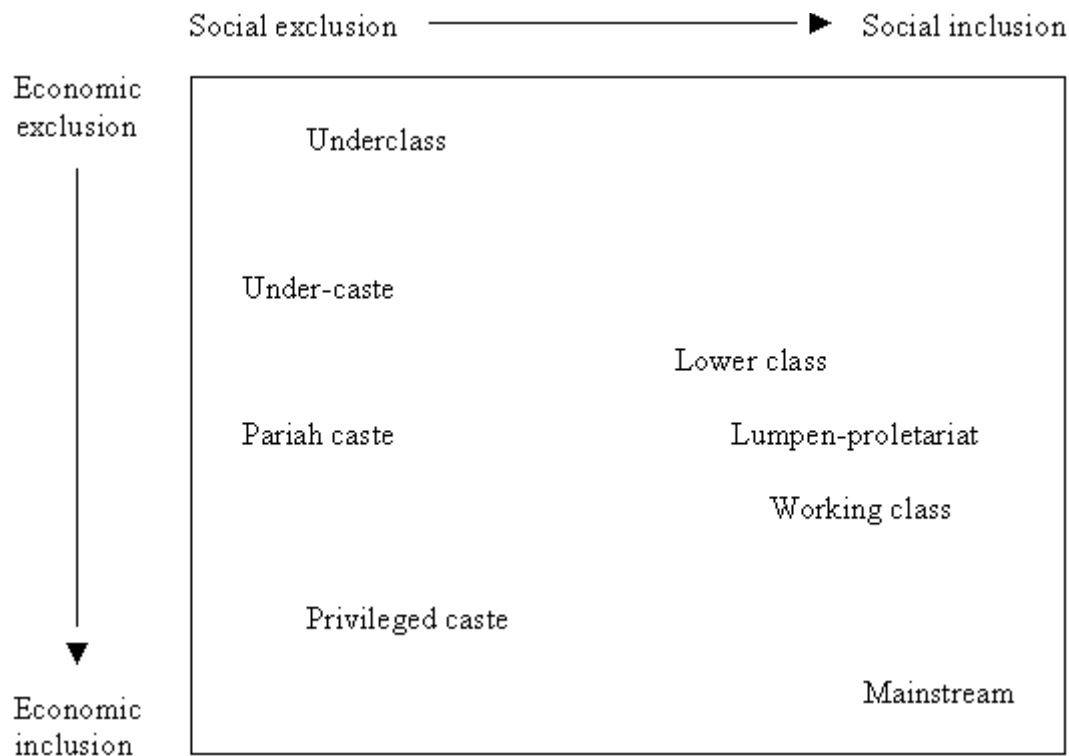 Social exclusion
Social inclusion
Economic
exclusion
Underclass
Under-caste
Lower class
Pariah caste
Lumpen-proletariat
Working class
Privileged caste
Mainstream
Economic
inclusion